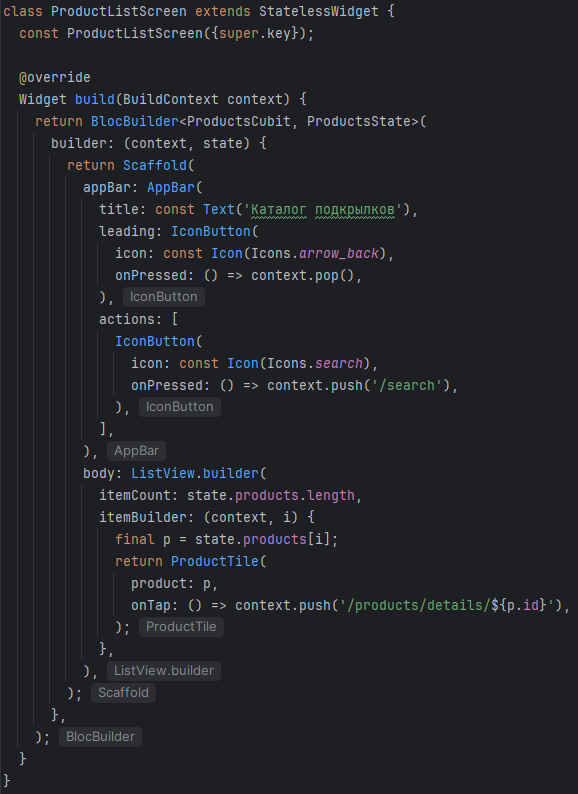 class ProductListScreen extends StatelessWidget {
  const ProductListScreen({super.key});

  @override
  Widget build(BuildContext context) {
    return BlocBuilder<ProductsCubit, ProductsState>(
      builder: (context, state) {
        return Scaffold(
          appBar: AppBar(
            title: const Text('Каталог подкрылков'),
            leading: IconButton(
              icon: const Icon(Icons.arrow_back),
              onPressed: () => context.pop(),
            ), IconButton
            actions: [
              IconButton(
                icon: const Icon(Icons.search),
                onPressed: () => context.push('/search'),
              ), IconButton
            ],
          ), AppBar
          body: ListView.builder(
            itemCount: state.products.length,
            itemBuilder: (context, i) {
              final p = state.products[i];
              return ProductTile(
                product: p,
                onTap: () => context.push('/products/details/${p.id}'),
              ); ProductTile
            },
          ), ListView.builder
        ); Scaffold
      },
    ); BlocBuilder
  }
}